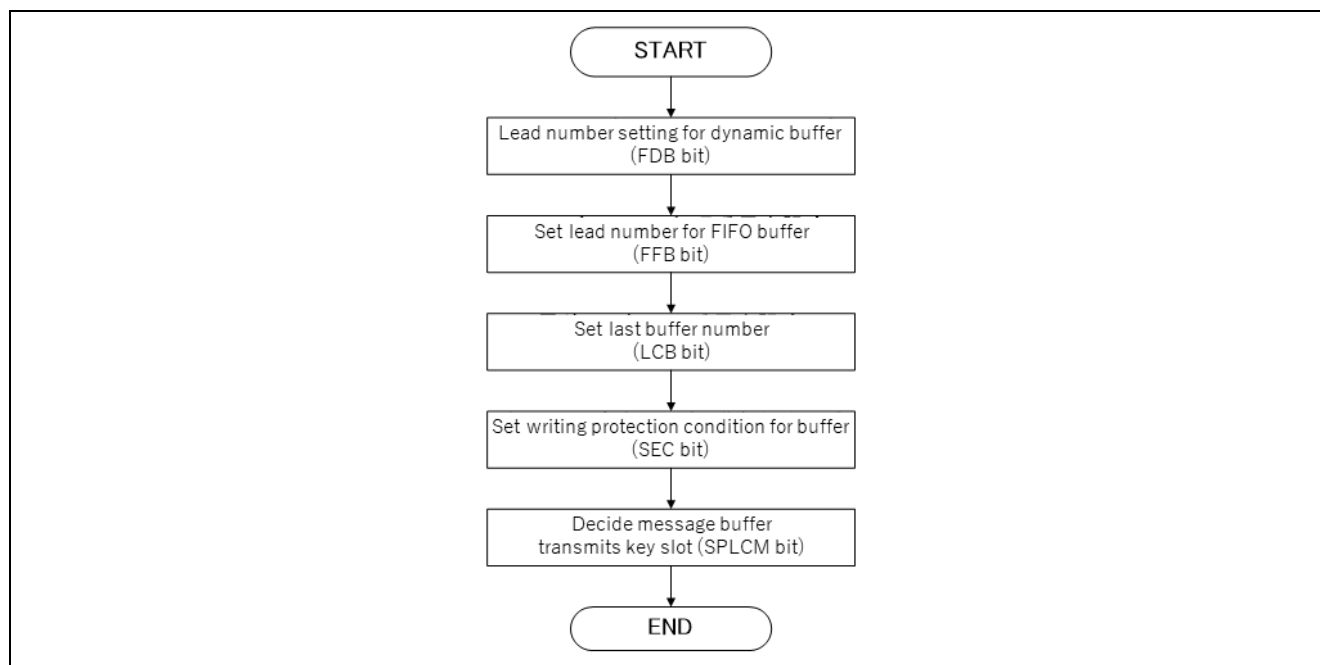 START
Lead number setting for dynamic buffer
(FDB bit)
Set lead number for FIFO buffer
(FFB bit)
Set last buffer number
(LCB bit)
Set writing protection condition for buffer
(SEC bit)
Decide message buffer
transmits key slot (SPLCM bit)
END